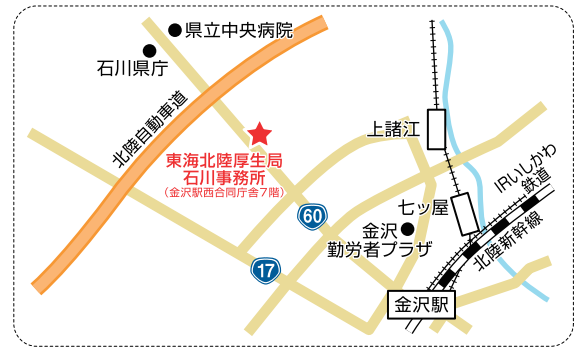 県立中央病院
石川県庁
北陸自動車道
東海北陸厚生局
石川事務所
(金沢駅西合同庁舎7階)
上諸江
IRいしかわ
鉄道
七ッ屋
60
金沢
勤労者プラザ
北陸新幹線
17
金沢駅